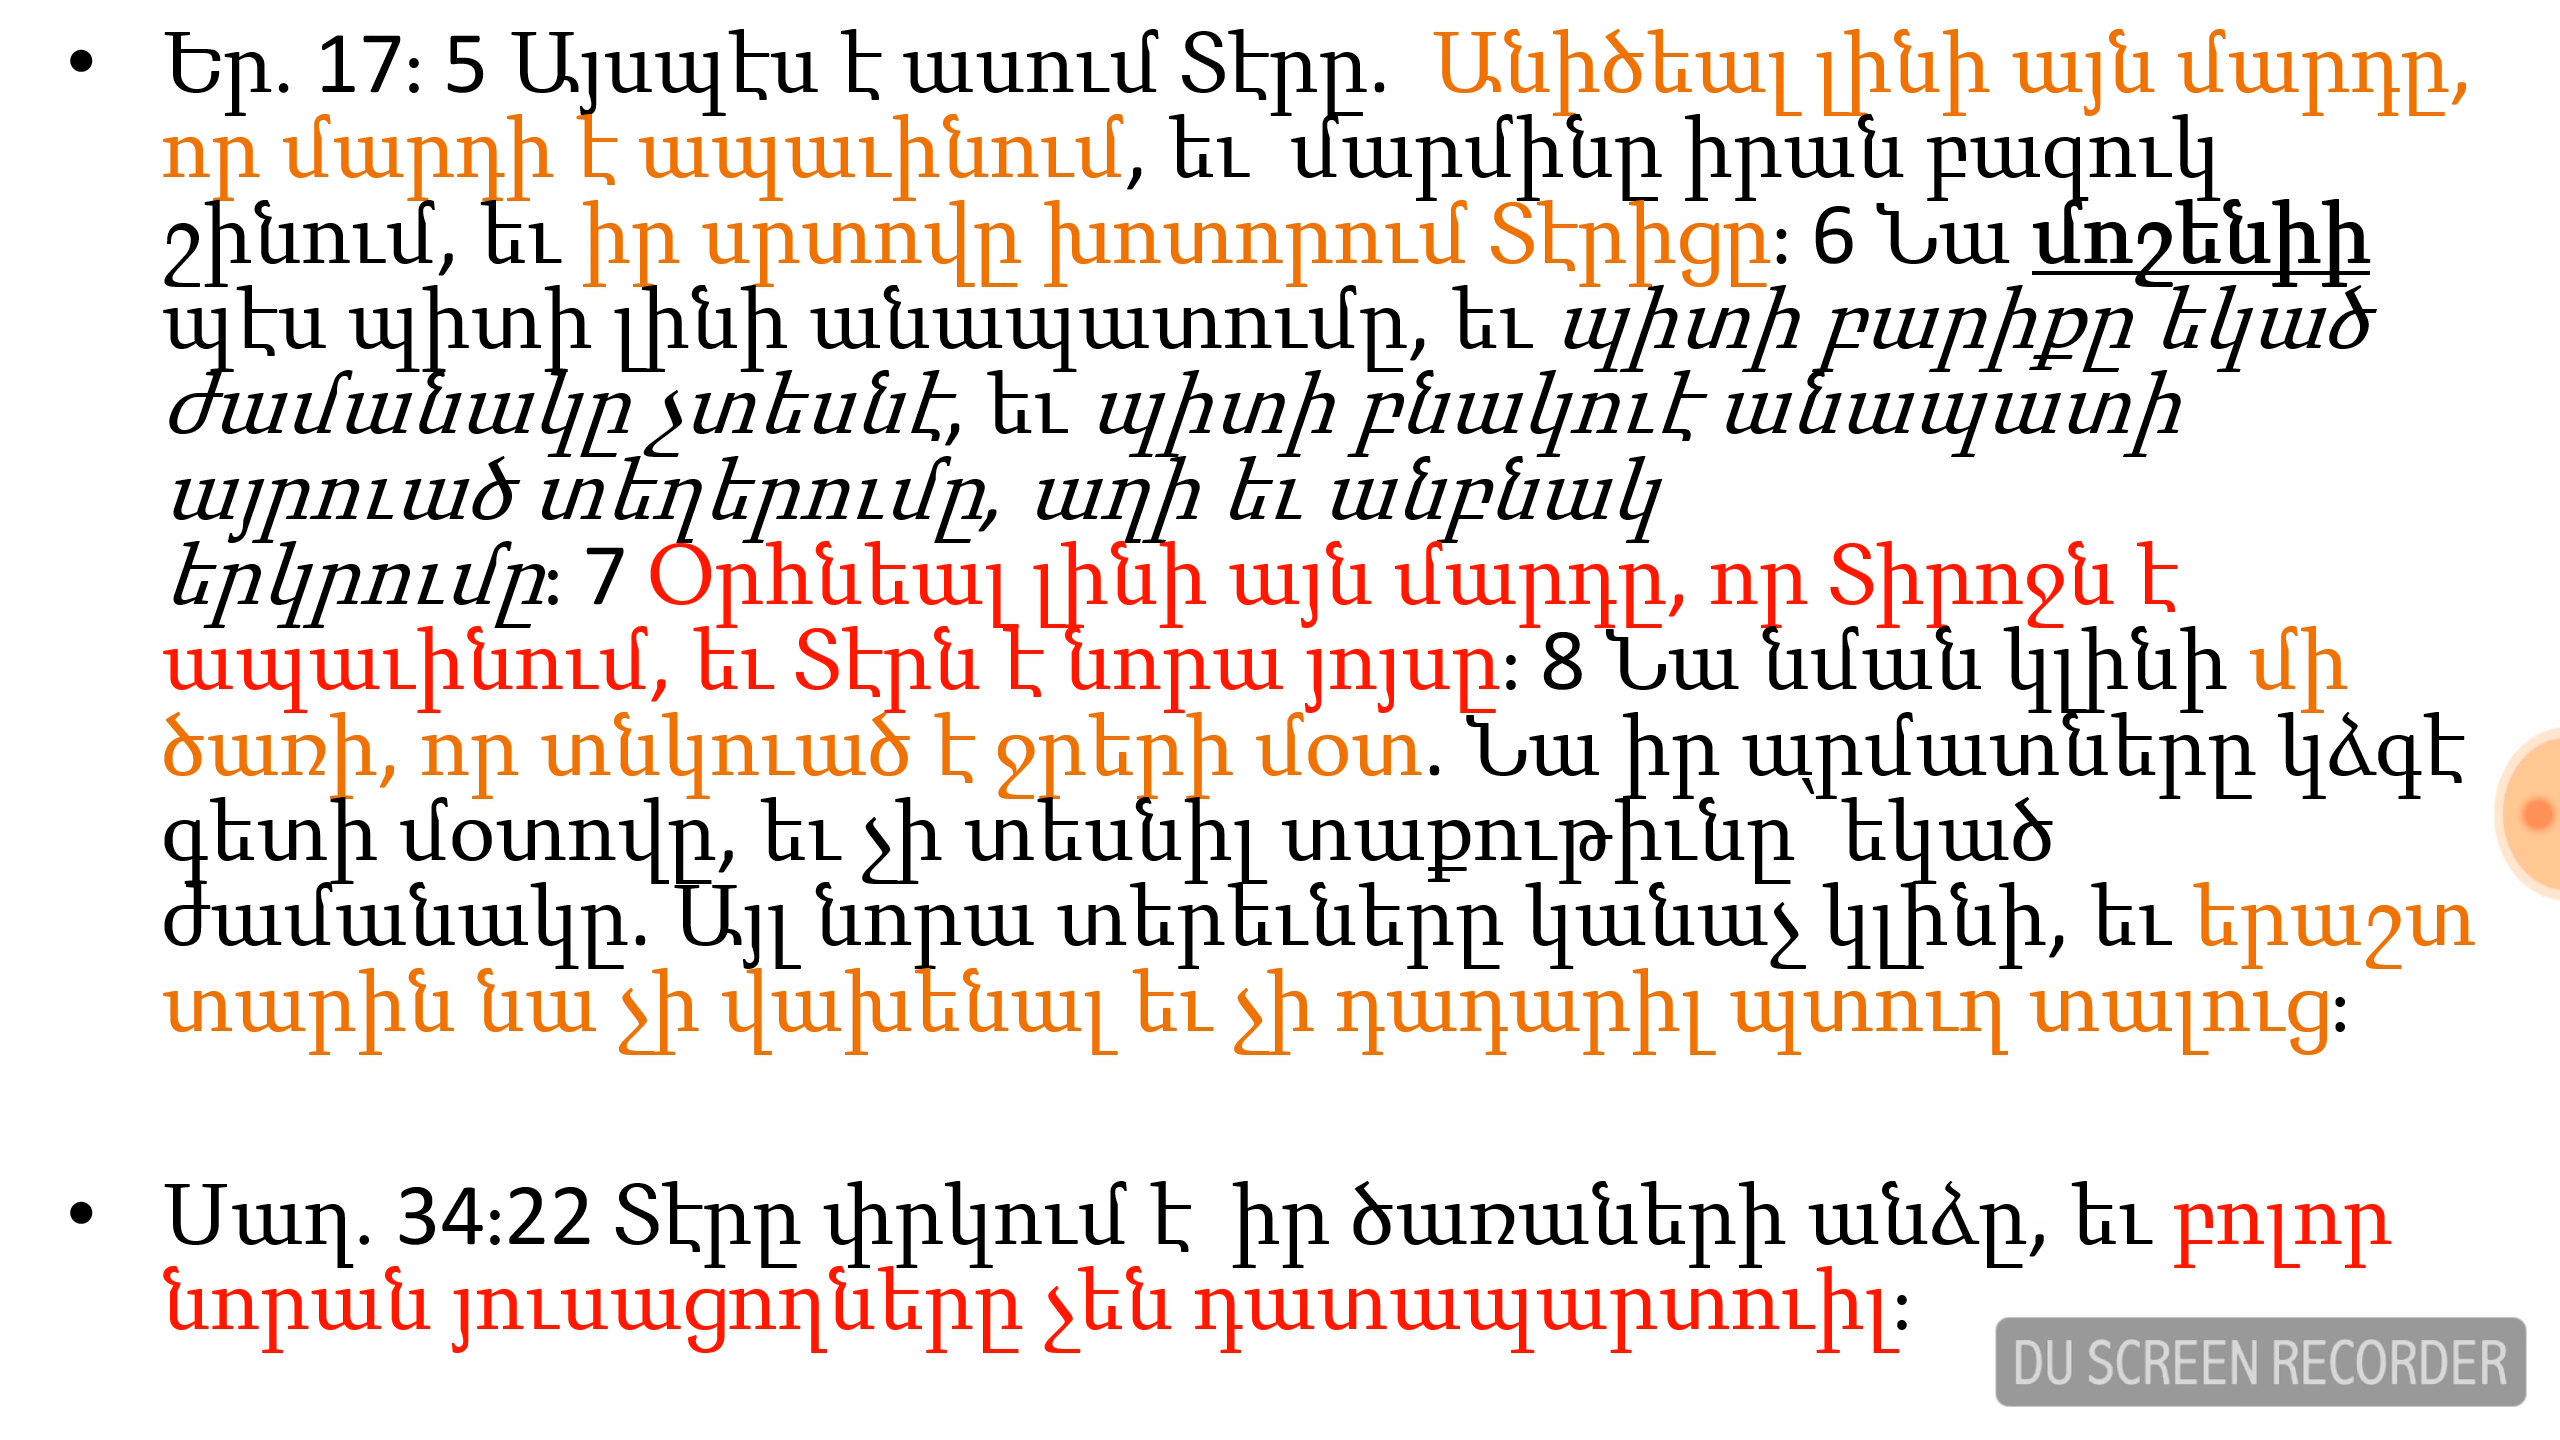 • Եր. 17: 5 Այսպէս է ասում Տէրը. Անիծեալ լինի այն մարդը,
որ մարդի է ապաւինում, եւ մարմինը իրան բազուկ
շինում, եւ իր սրտովը խոտորում Տէրիցը: 6 Նա մոշենիի
պէս պիտի լինի անապատումը, եւ պիտի բարիքը եկած
ժամանակը չտեսնէ, եւ պիտի բնակուէ անապատի
այրուած տեղերումը, աղի եւ անբնակ
երկրումը: 7 Օրհնեալ լինի այն մարդը, որ Տիրոջն է
ապաւինում, եւ Տէրն է նորա յոյսը: 8 Նա նման կլինի մի
ծառի, որ տնկուած է ջրերի մօտ. Նա իր արմատները կձգէ
գետի մօտովը, եւ չի տեսնիլ տաքութիւնը՝ եկած
ժամանակը. Այլ նորա տերեւները կանաչ կլինի, եւ երաշտ
տարին նա չի վախենալ եւ չի դադարիլ պտուղ տալուց:
• Սաղ. 34:22 Տէրը փրկում է իր ծառաների անձը, եւ բոլոր
նորան յուսացողները չեն դատապարտուիլ:
DU SCREEN RECORDER